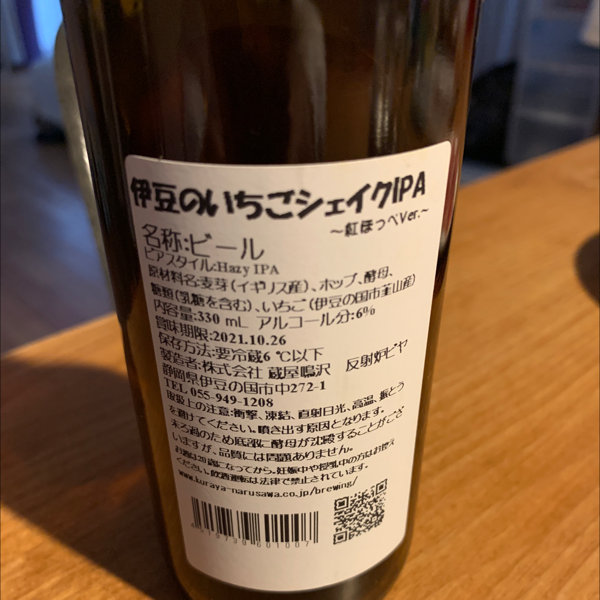 伊豆のいちごシェイクIPA
~紅ほっぺVer.~
名称:ビール
ビアスタイル:Hazy IPA
原材料名:麦芽(イギリス産)、ホップ、酵母、
糖類(乳糖を含む)、いちご(伊豆の国市韮山産)
内容量:330 mL アルコール分:6%
賞味期限:2021.10.26
保存方法:要冷蔵6℃以下
製造者:株式会社 蔵屋鳴沢 反射炉ビヤ
静岡県伊豆の国市中272-1
TEL 055-949-1208
取扱上の注意:衝撃、凍結、直射日光、高温、振とう
を避けてください。噴き出す原因となります。
未ろ過のため底部に酵母が沈殿することがござ
いますが、品質には問題ありません。
お酒は20歳になってから。妊娠中や授乳中の方はお控え
ください。飲酒運転は法律で禁止されています。
www.kuraya-narusawa.co.jp/brewing/